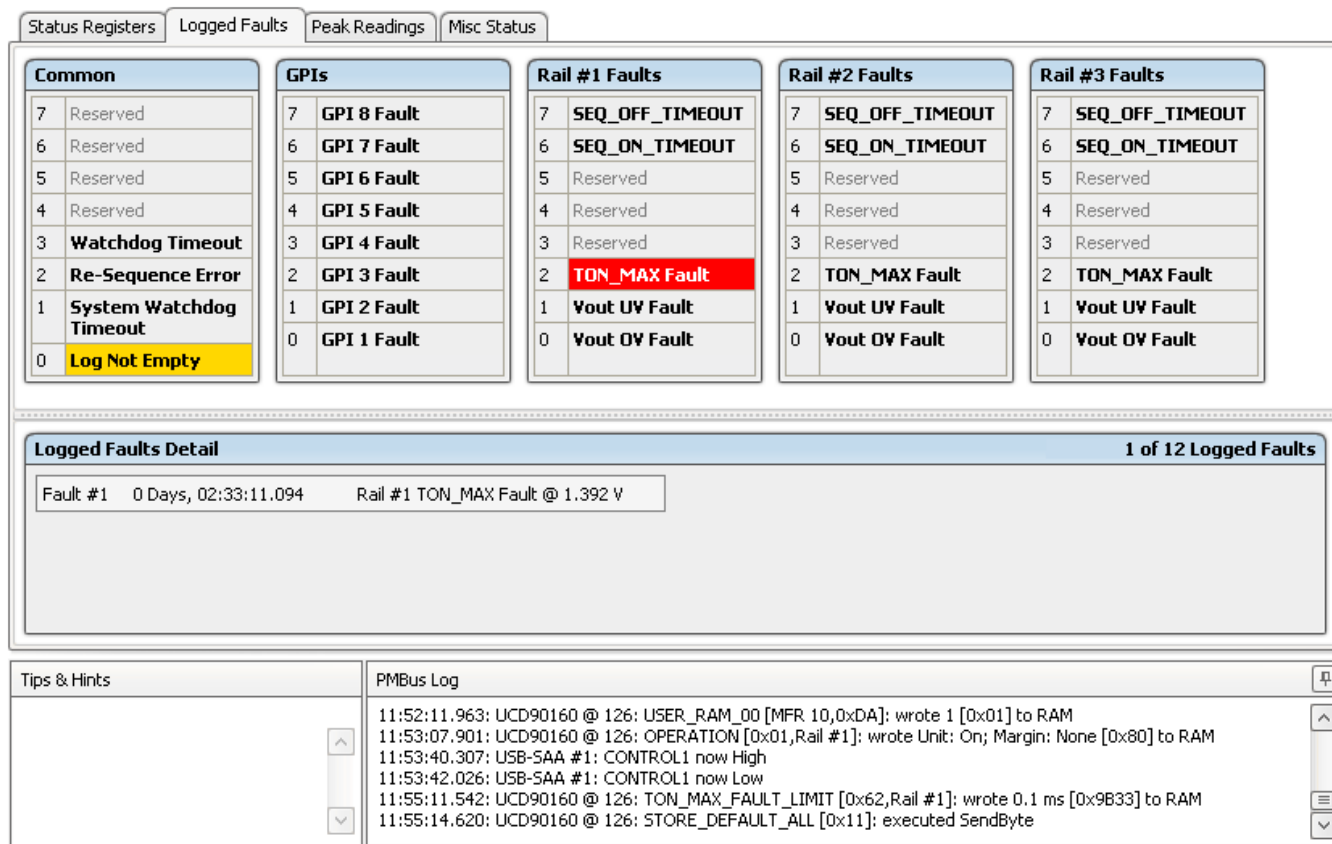 Status Registers Logged Faults Peak Readings Misc Status
Common
7 Reserved
6 Reserved
5 Reserved
4 Reserved
3 Watchdog Timeout
2 Re-Sequence Error
1 System Watchdog
Timeout
0 Log Not Empty
GPIs
7 GPI 8 Fault
6 GPI 7 Fault
5 GPI 6 Fault
4 GPI 5 Fault
3 GPI 4 Fault
2 GPI 3 Fault
1 GPI 2 Fault
0 GPI 1 Fault
Rail #1 Faults
7 SEQ_OFF_TIMEOUT
6 SEQ_ON_TIMEOUT
5 Reserved
4 Reserved
3 Reserved
2 TON_MAX Fault
1 Vout UV Fault
0 Vout OV Fault
Rail #2 Faults
7 SEQ_OFF_TIMEOUT
6 SEQ_ON_TIMEOUT
5 Reserved
4 Reserved
3 Reserved
2 TON_MAX Fault
1 Vout UV Fault
0 Vout OV Fault
Rail #3 Faults
7 SEQ_OFF_TIMEOUT
6 SEQ_ON_TIMEOUT
5 Reserved
4 Reserved
3 Reserved
2 TON_MAX Fault
1 Vout UV Fault
0 Vout OV Fault
Logged Faults Detail 1 of 12 Logged Faults
Fault #1 0 Days, 02:33:11.094 Rail #1 TON_MAX Fault @ 1.392 V
Tips & Hints
PMBus Log
11:52:11.963: UCD90160 @ 126: USER_RAM_00 [MFR 10,0xDA]: wrote 1 [0x01] to RAM
11:53:07.901: UCD90160 @ 126: OPERATION [0x01,Rail #1]: wrote Unit: On; Margin: None [0x80] to RAM
11:53:40.307: USB-SAA #1: CONTROL1 now High
11:53:42.026: USB-SAA #1: CONTROL1 now Low
11:55:11.542: UCD90160 @ 126: TON_MAX_FAULT_LIMIT [0x62,Rail #1]: wrote 0.1 ms [0x9B33] to RAM
11:55:14.620: UCD90160 @ 126: STORE_DEFAULT_ALL [0x11]: executed SendByte